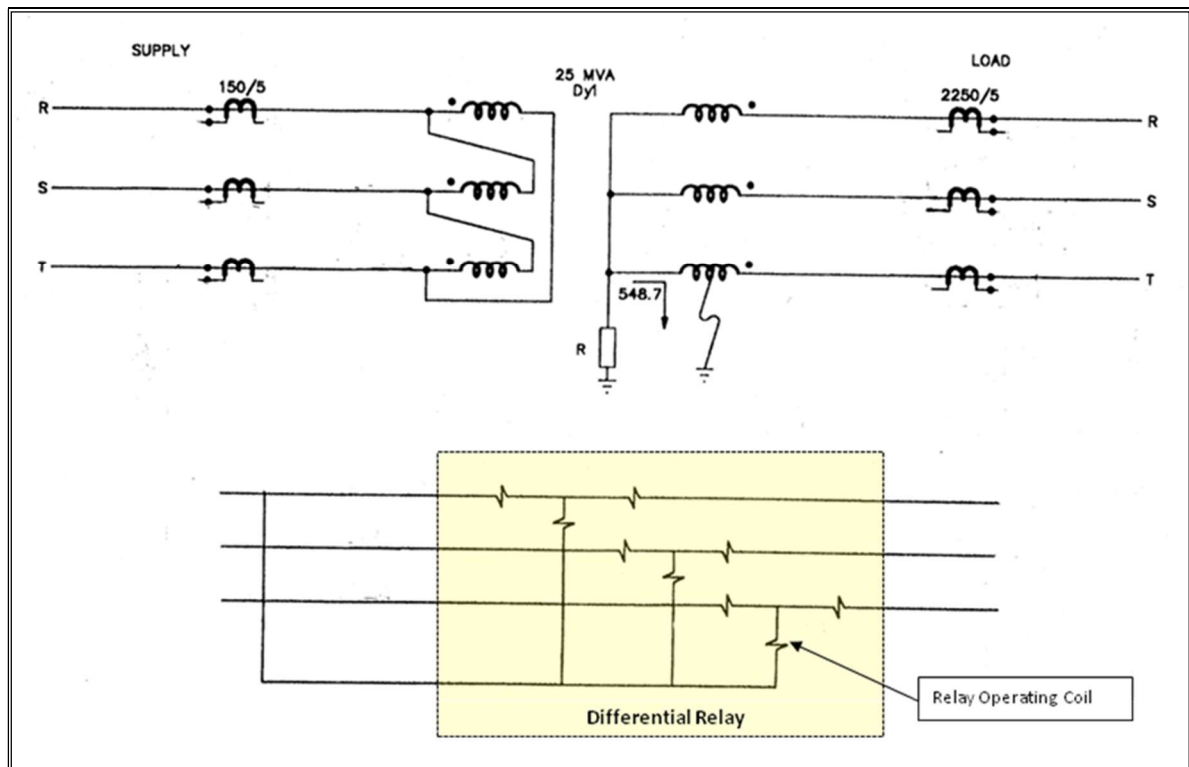 SUPPLY
LOAD
25 MVA
Dy1
150/5
2250/5
R
R
S
S
T
T
548.7
R
Relay Operating Coil
Differential Relay